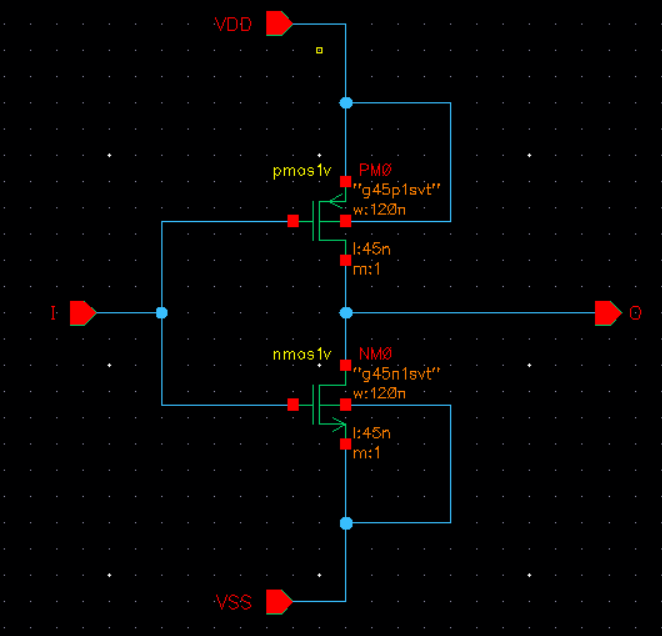 VDD
pmos1v PM0
"g45p1svt"
w:120n
l:45n
m:1
I
O
nmos1v NM0
"g45n1svt"
w:120n
l:45n
m:1
VSS